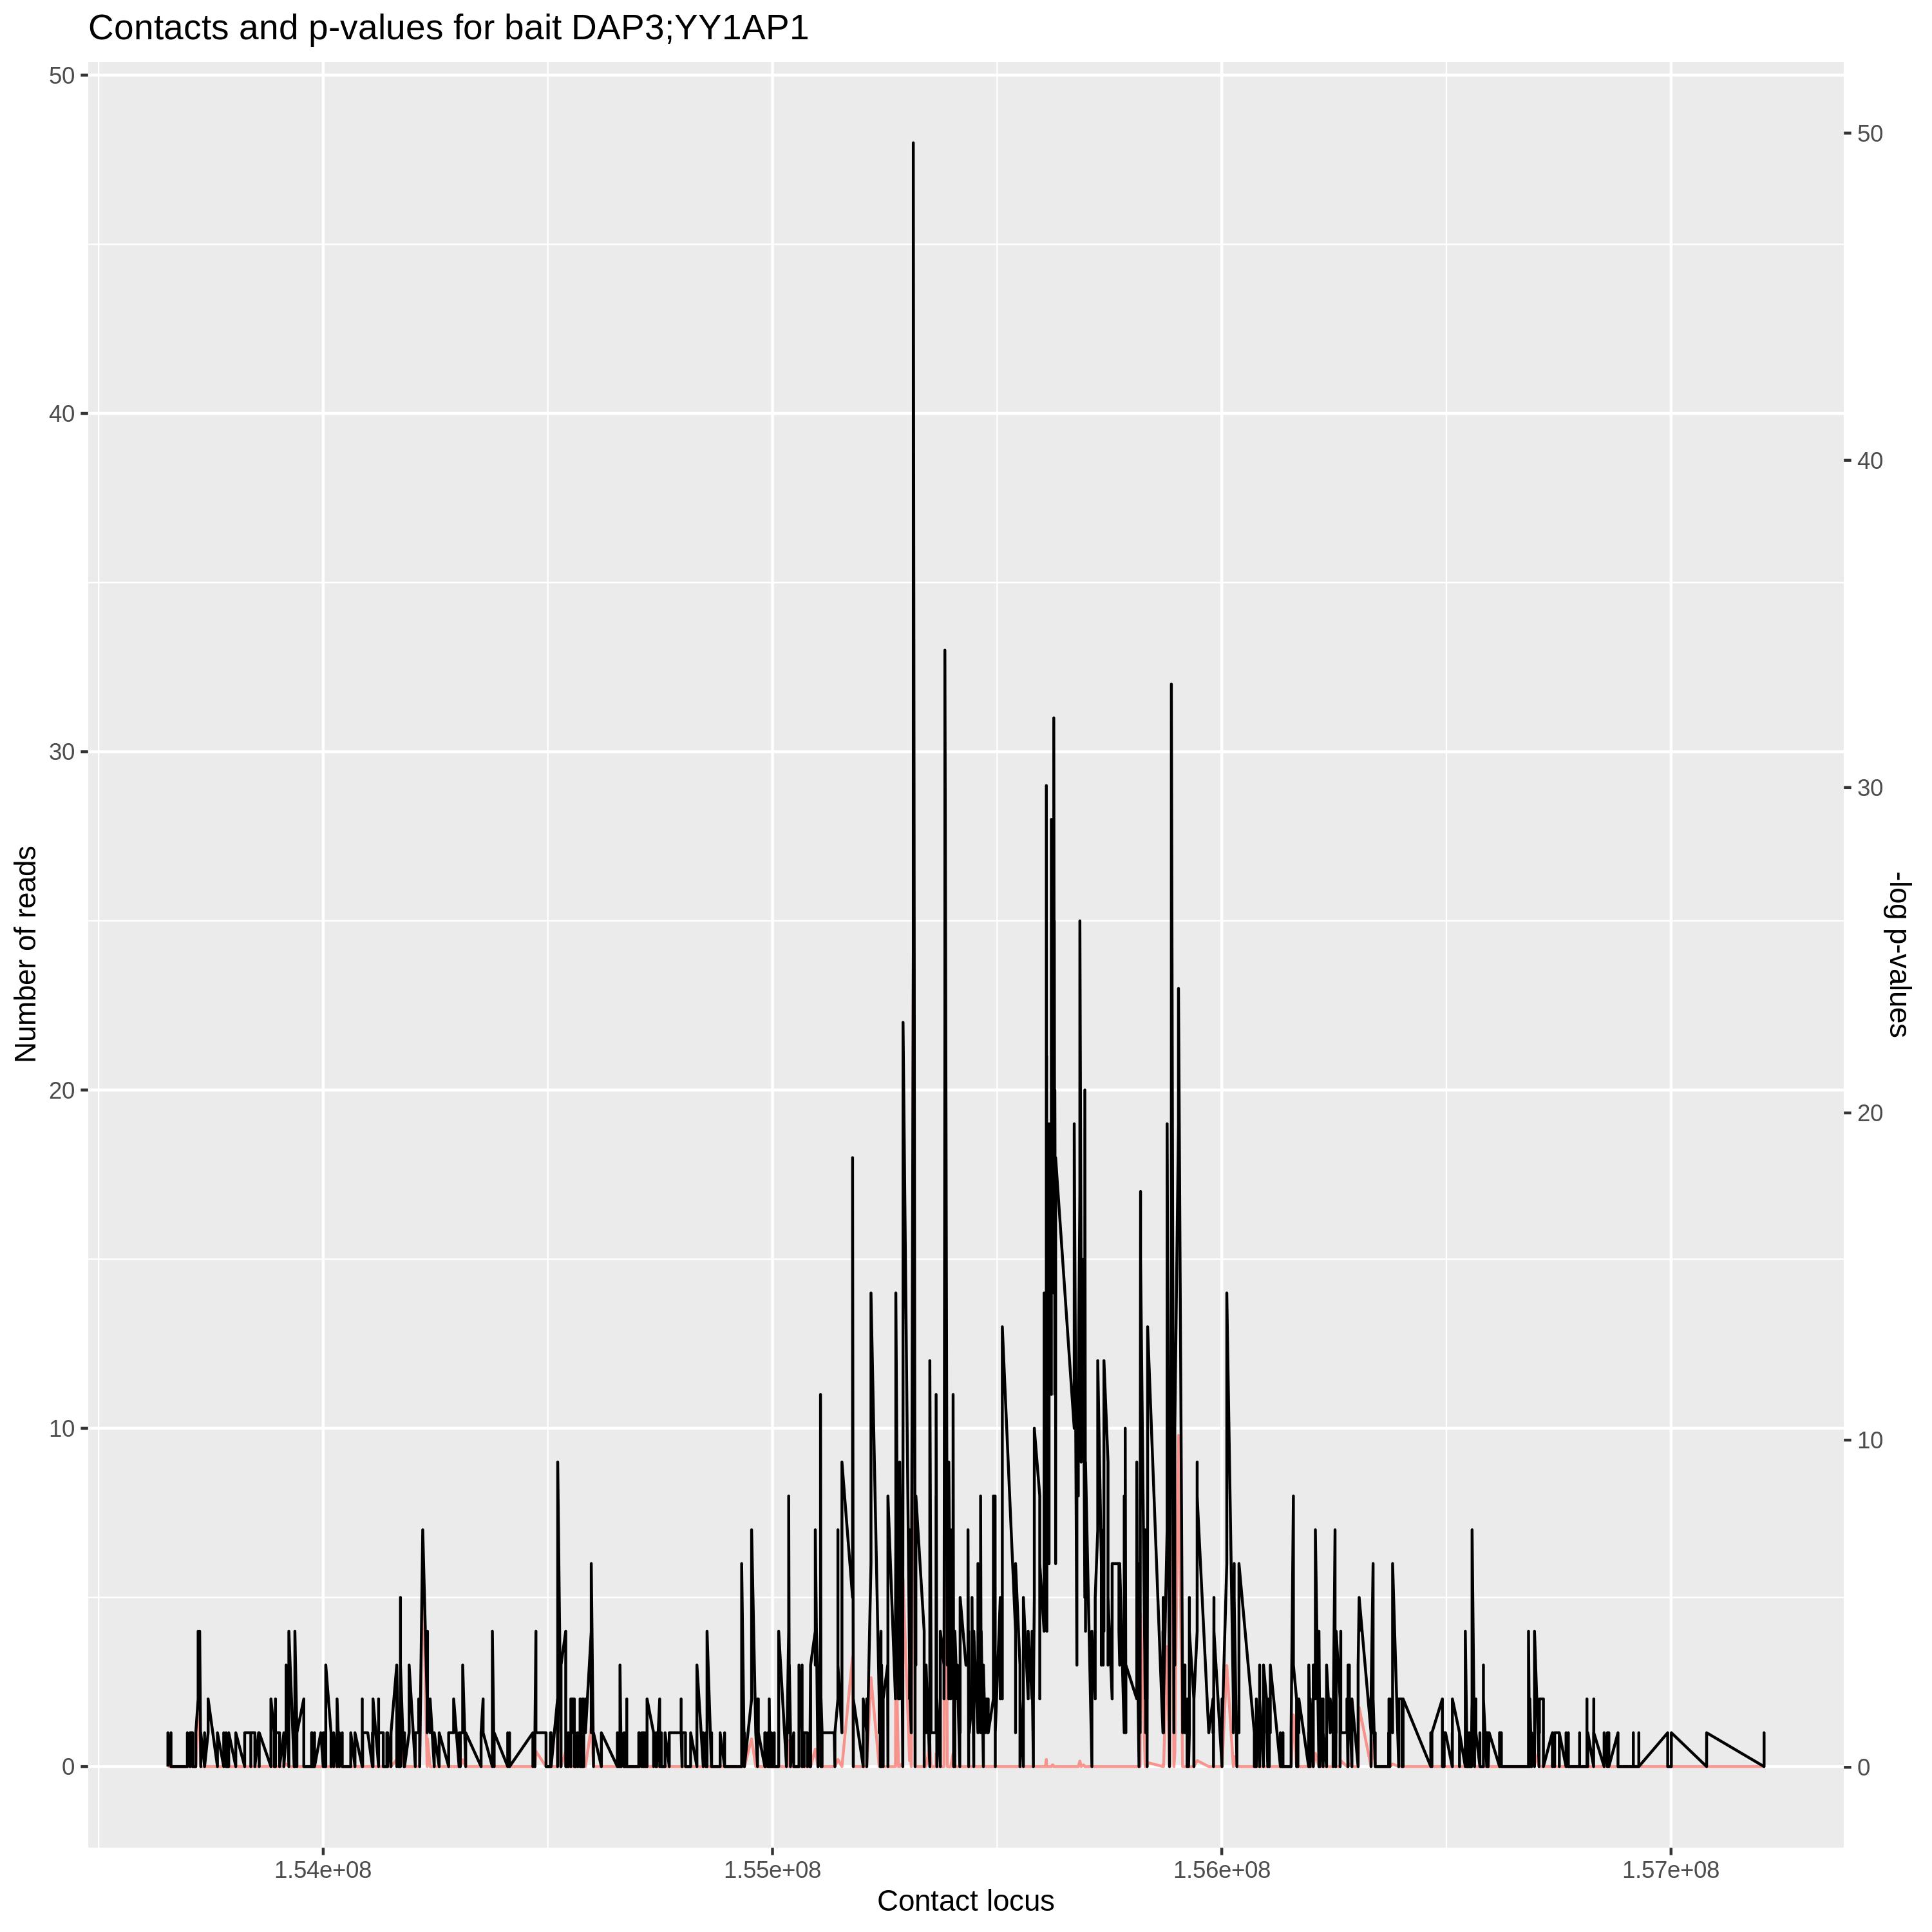 Contacts and p-values for bait DAP3;YY1AP1
50
40
30
20
10
0
Number of reads
50
40
30
20
10
0
-log p-values
1.54e+08
1.55e+08
1.56e+08
1.57e+08
Contact locus